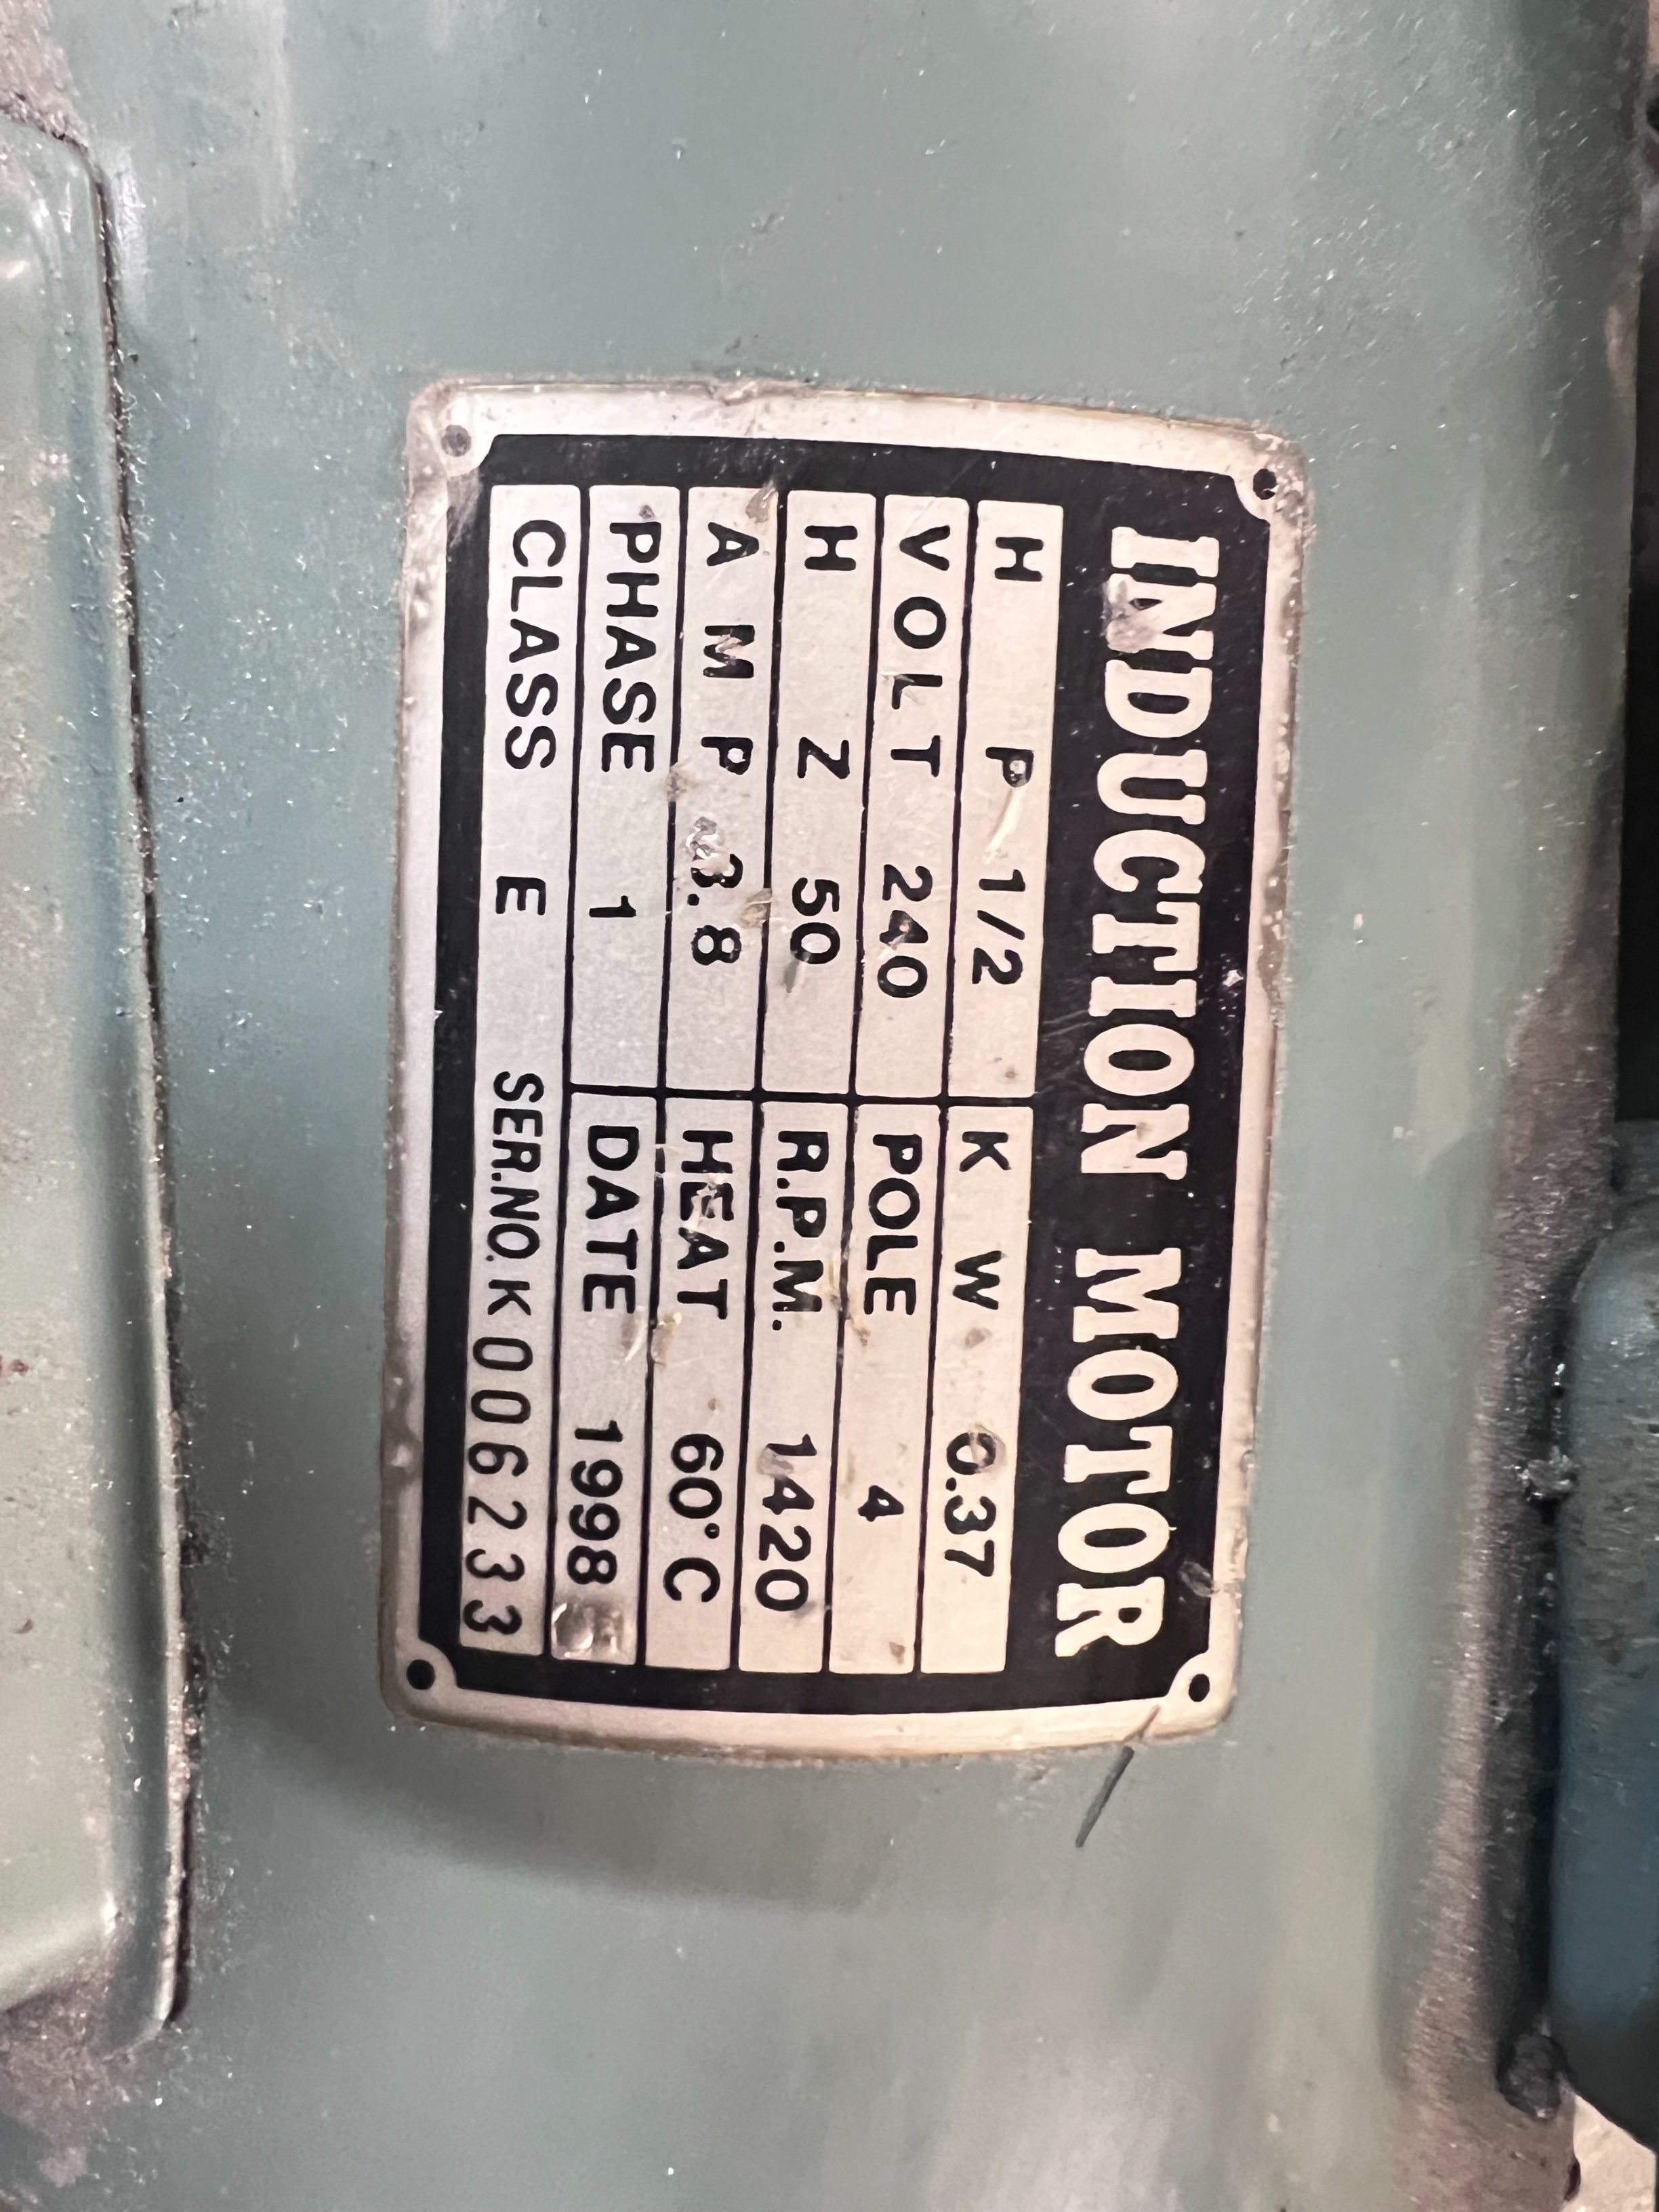 INDUCTION MOTOR
H P 1/2 K W 0.37
VOLT 240 POLE 4
H Z 50 R.P.M. 1420
A M P 3.8 HEAT 60°C
PHASE 1 DATE 1998
CLASS E SER.NO. K006233